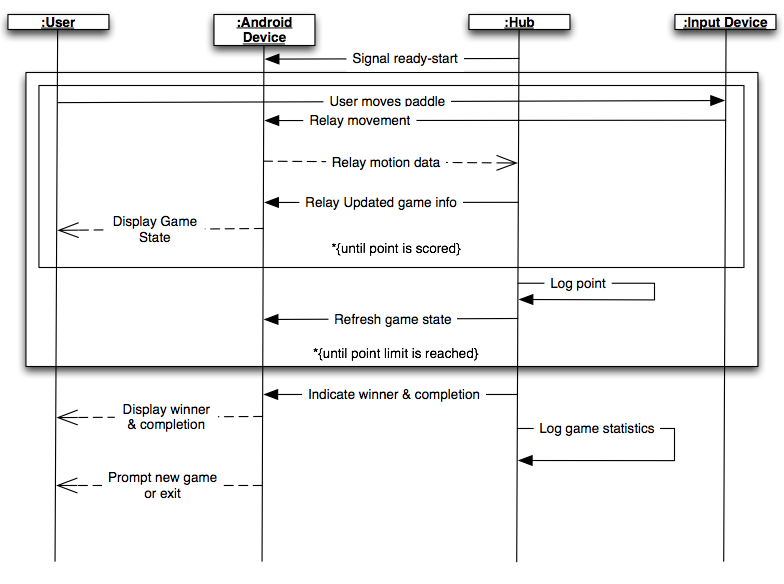 :User
:Android
Device
:Hub
:Input Device
Signal ready-start
User moves paddle
Relay movement
Relay motion data
Relay Updated game info
Display Game
State
*{until point is scored}
Log point
Refresh game state
*{until point limit is reached}
Indicate winner & completion
Display winner
& completion
Log game statistics
Prompt new game
or exit